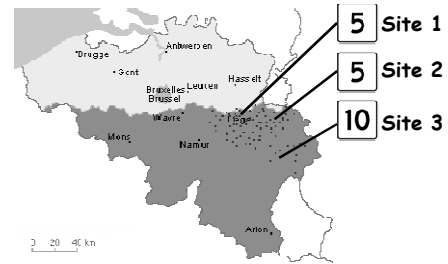 5 Site 1
5 Site 2
10 Site 3
Antwerpen
Brugge
Gent
Hasselt
Leuven
Bruxelles
Brussel
Wavre
Liège
Mons
Namur
Arlon
0 20 40 km